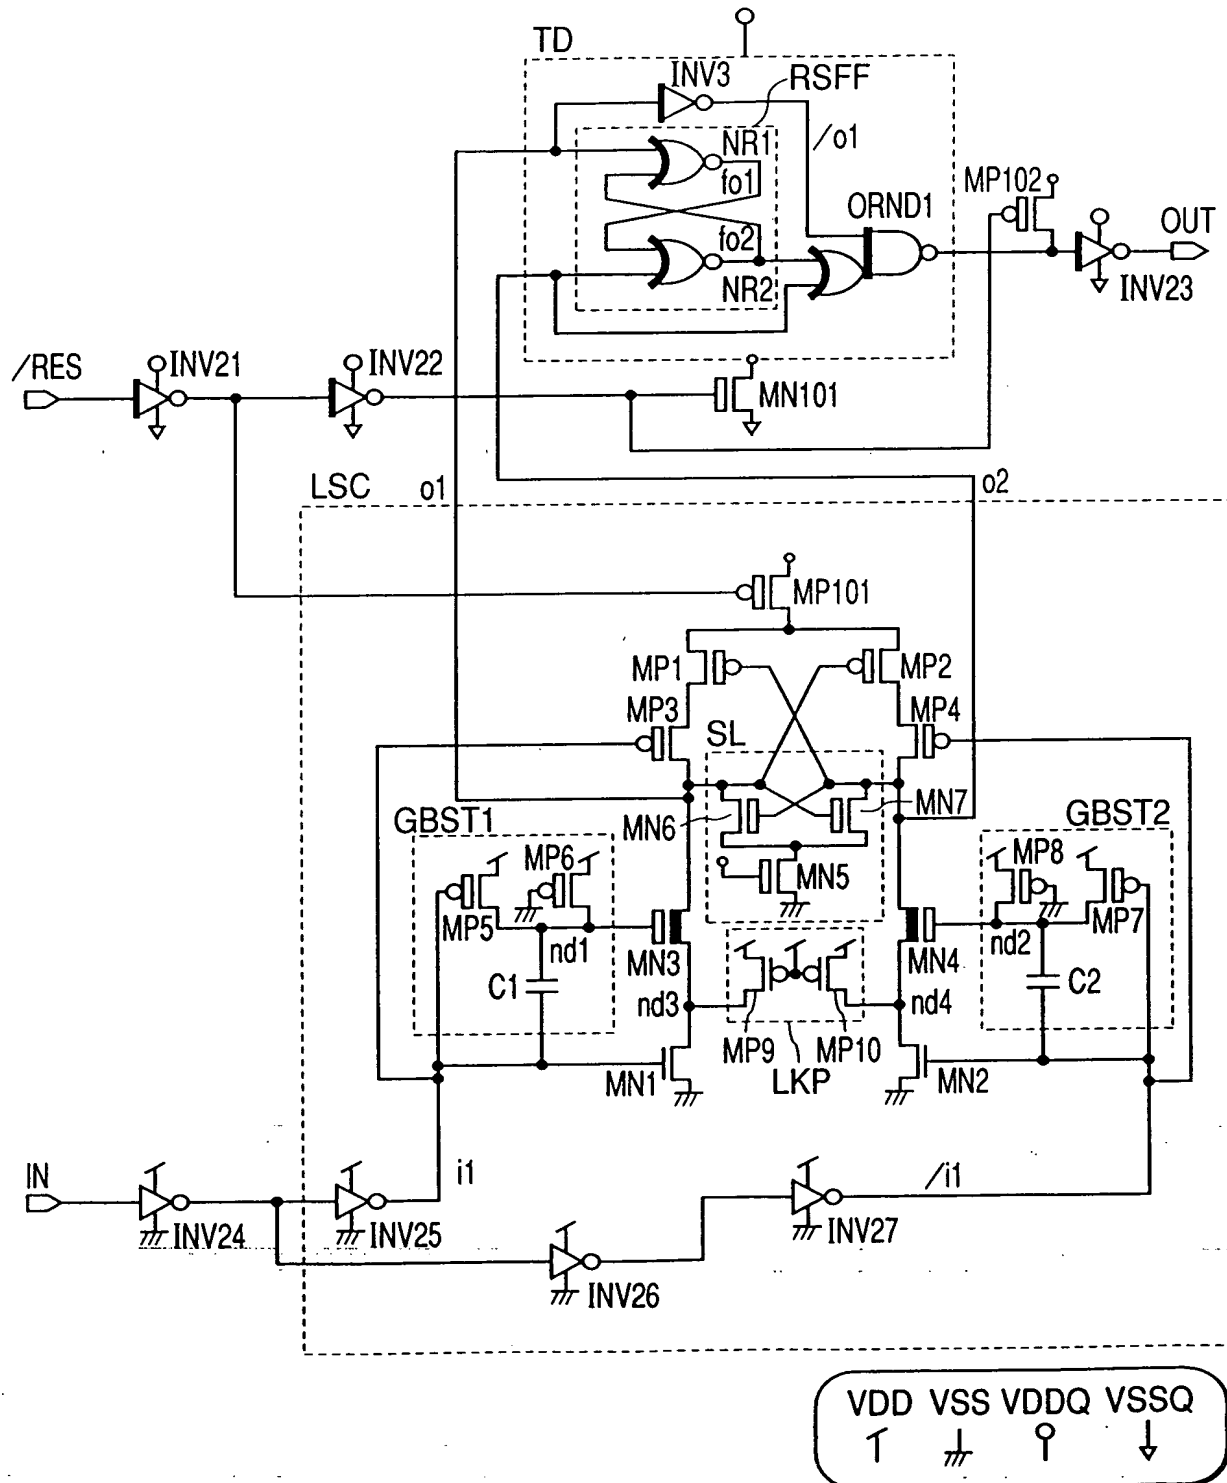 TD
INV3
RSFF
/o1
NR1
fo1
MP102
ORND1
OUT
fo2
NR2
INV23
/RES
INV21
INV22
MN101
LSC
o1
o2
MP101
MP1
MP2
MP3
MP4
SL
GBST1
MN6
MN7
GBST2
MP6
MP8
MN5
MP5
MP7
nd1
MN3
MN4
nd2
C1
C2
nd3
nd4
MP9
MP10
MN1
LKP
MN2
IN
i1
/i1
INV24
INV25
INV27
INV26
VDD VSS VDDQ VSSQ